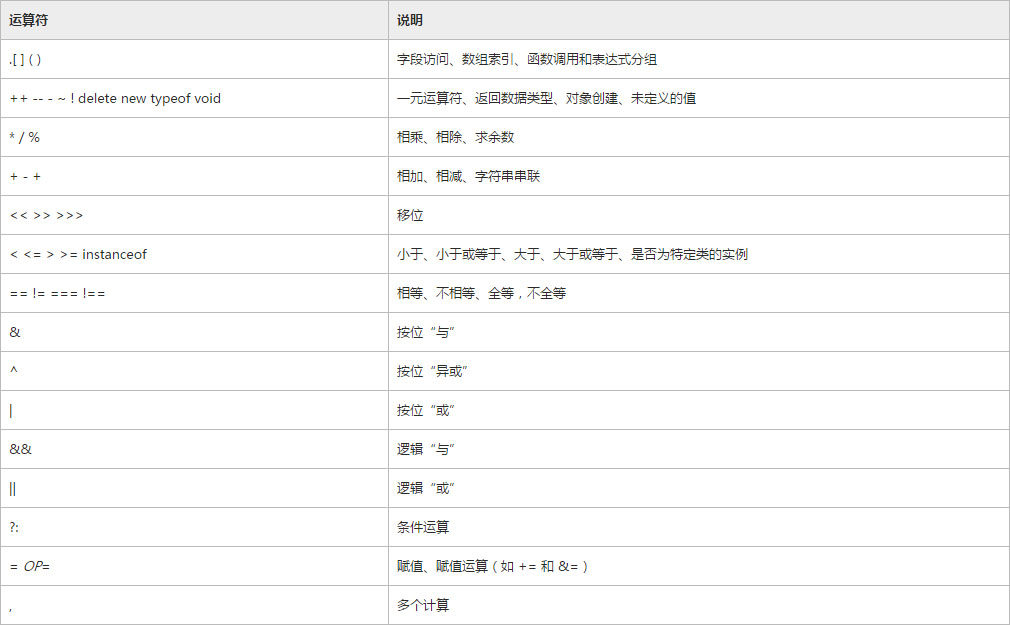 运算符 说明
.[ ] ( ) 字段访问、数组索引、函数调用和表达式分组
++ -- - ~ ! delete new typeof void 一元运算符、返回数据类型、对象创建、未定义的值
* / % 相乘、相除、求余数
+ - + 相加、相减、字符串串联
<< >> >>> 移位
< <= > >= instanceof 小于、小于或等于、大于、大于或等于、是否为特定类的实例
== != === !== 相等、不相等、全等，不全等
& 按位“与”
^ 按位“异或”
| 按位“或”
&& 逻辑“与”
|| 逻辑“或”
?: 条件运算
= OP= 赋值、赋值运算（如 += 和 &=）
, 多个计算